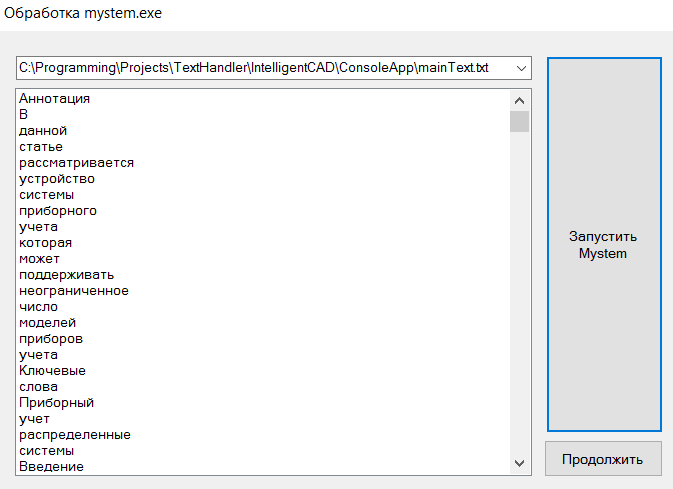 Обработка mystem.exe
C:\Programming\Projects\TextHandler\IntelligentCAD\ConsoleApp\mainText.txt
Аннотация
В
данной
статье
рассматривается
устройство
системы
приборного
учета
которая
может
поддерживать
неограниченное
число
моделей
приборов
учета
Ключевые
слова
Приборный
учет
распределенные
системы
Введение
Запустить
Mystem
Продолжить